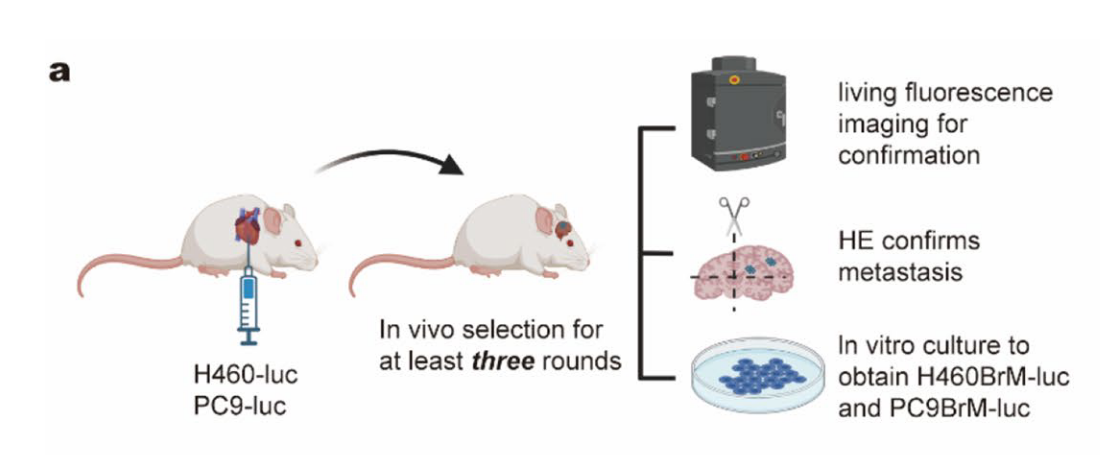 a
living fluorescence
imaging for
confirmation
HE confirms
metastasis
In vivo selection for
at least three rounds
In vitro culture to
obtain H460BrM-luc
and PC9BrM-luc
H460-luc
PC9-luc